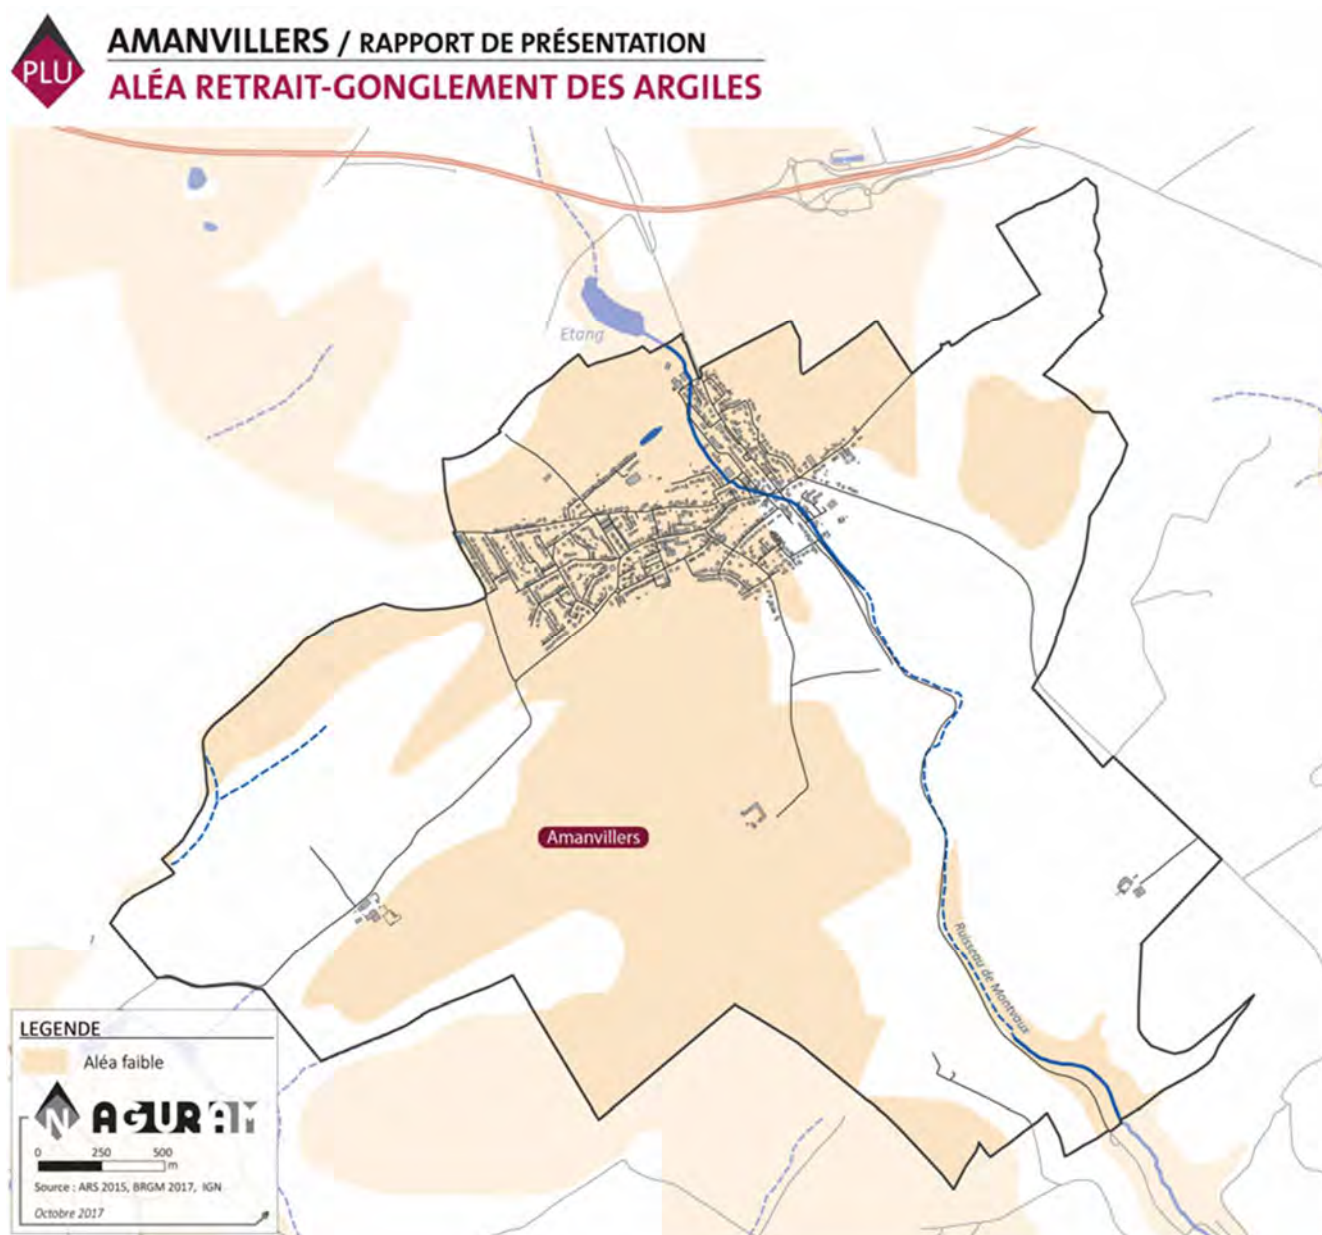 PLU
AMANVILLERS / RAPPORT DE PRÉSENTATION
ALÉA RETRAIT-GONGLEMENT DES ARGILES
Etang
Amanvillers
Ruisseau de Montvaux
LEGENDE
Aléa faible
N AGURAM
0 250 500
m
Source : ARS 2015, BRGM 2017, IGN
Octobre 2017